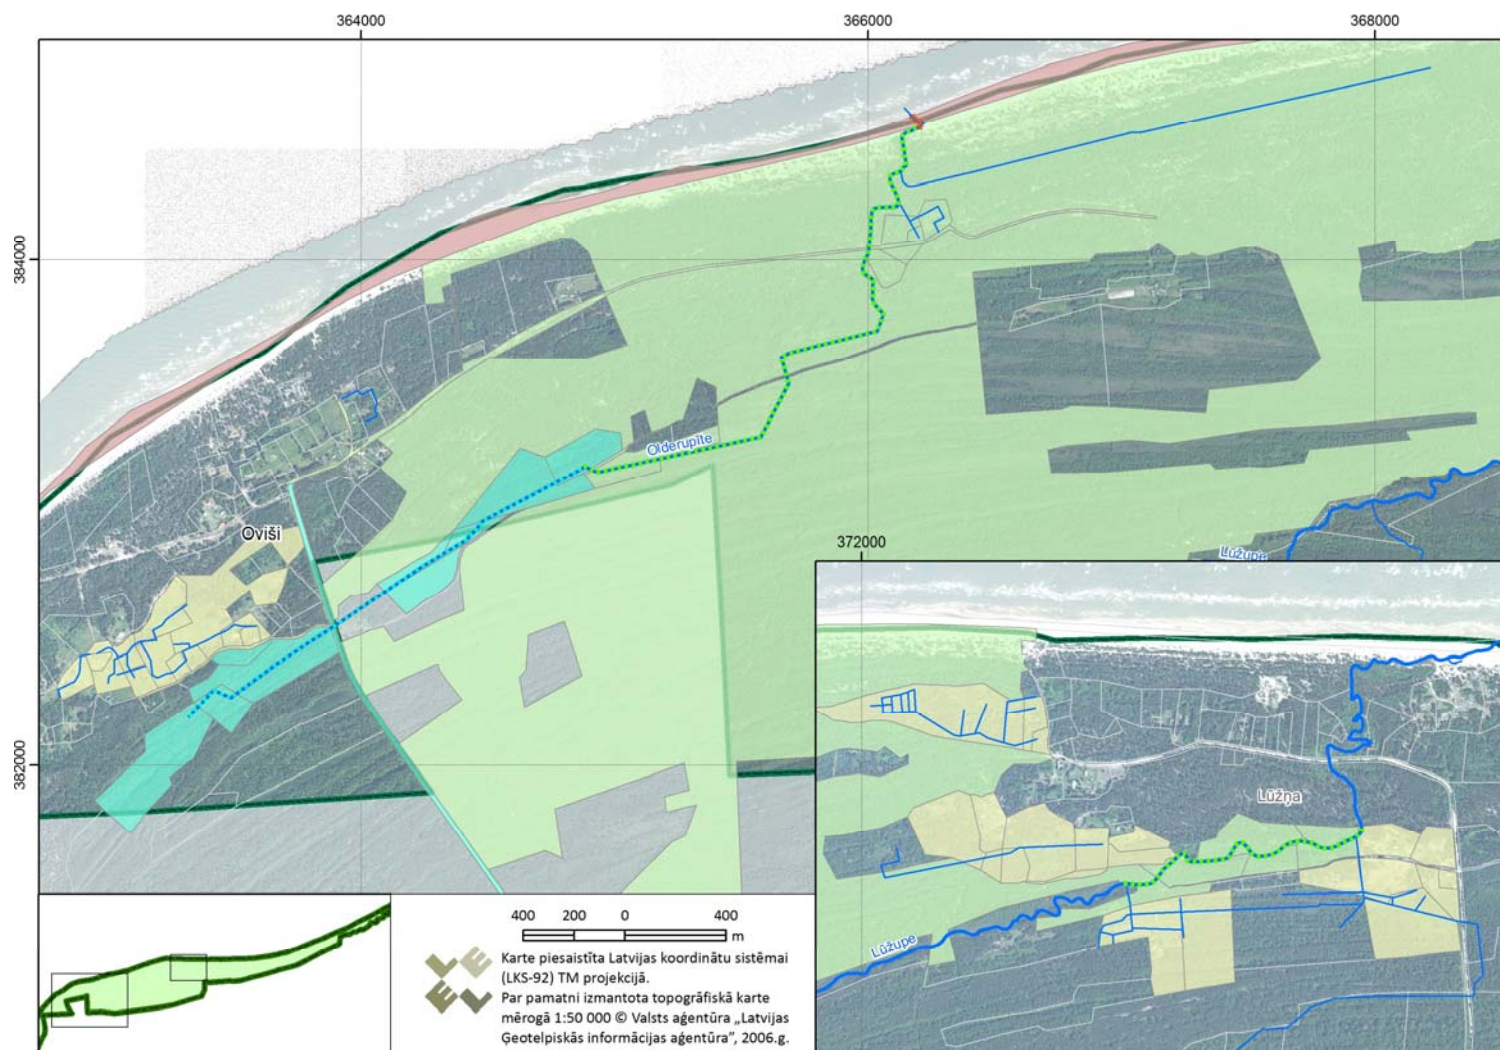 364000
366000
368000
384000
Olderupīte
Oviši
Lūžupe
372000
382000
Lūžņa
Lūžupe
400 200 0 400
m
L E
Karte piesaistīta Latvijas koordinātu sistēmai
(LKS-92) TM projekcijā.
Par pamatni izmantota topogrāfiskā karte
mērogā 1:50 000 © Valsts aģentūra „Latvijas
Ģeotelpiskās informācijas aģentūra”, 2006.g.